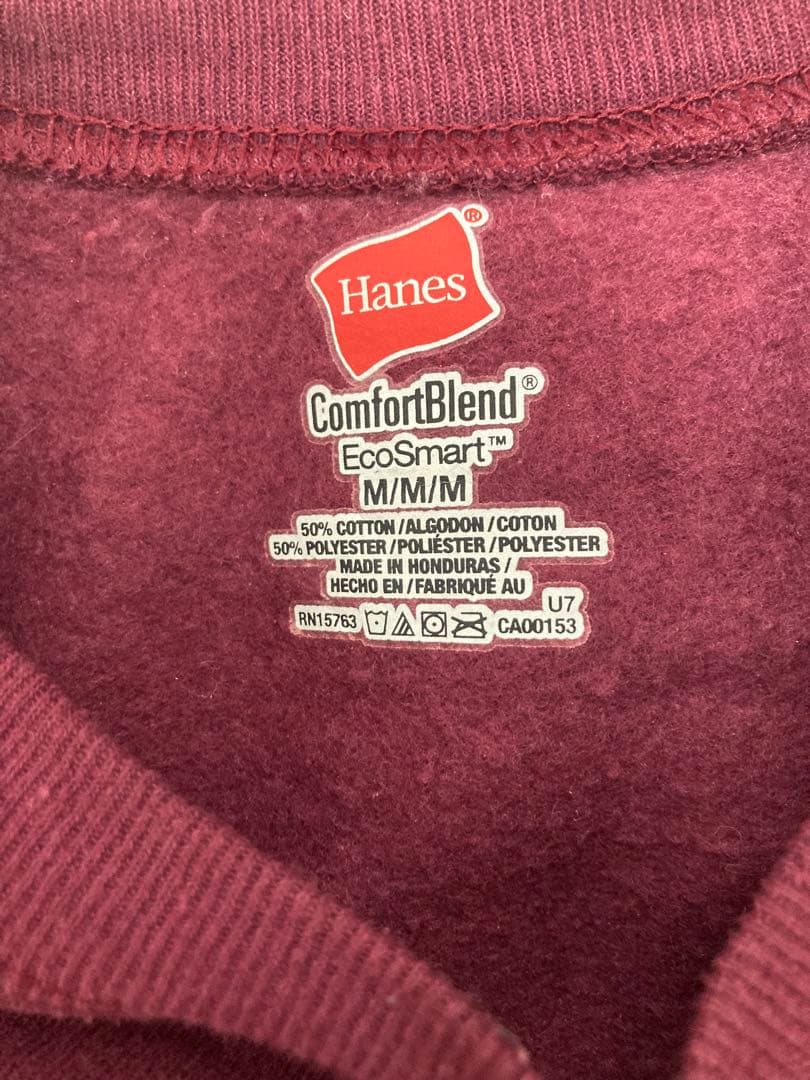 Hanes®
ComfortBlend®
EcoSmart™
M/M/M
50% COTTON/ALGODON/COTON
50% POLYESTER/POLIÉSTER/POLYESTER
MADE IN HONDURAS/
HECHO EN/FABRIQUÉ AU
U7
RN15763 CA00153